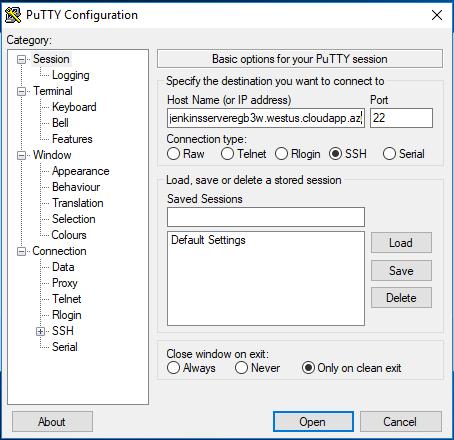 PuTTY Configuration
Category:
Session
Logging
Terminal
Keyboard
Bell
Features
Window
Appearance
Behaviour
Translation
Selection
Colours
Connection
Data
Proxy
Telnet
Rlogin
SSH
Serial
Basic options for your PuTTY session
Specify the destination you want to connect to
Host Name (or IP address) Port
jenkinsserveregb3w.westus.cloudapp.az 22
Connection type:
Raw Telnet Rlogin SSH Serial
Load, save or delete a stored session
Saved Sessions
Default Settings
Load
Save
Delete
Close window on exit:
Always Never Only on clean exit
About Open Cancel